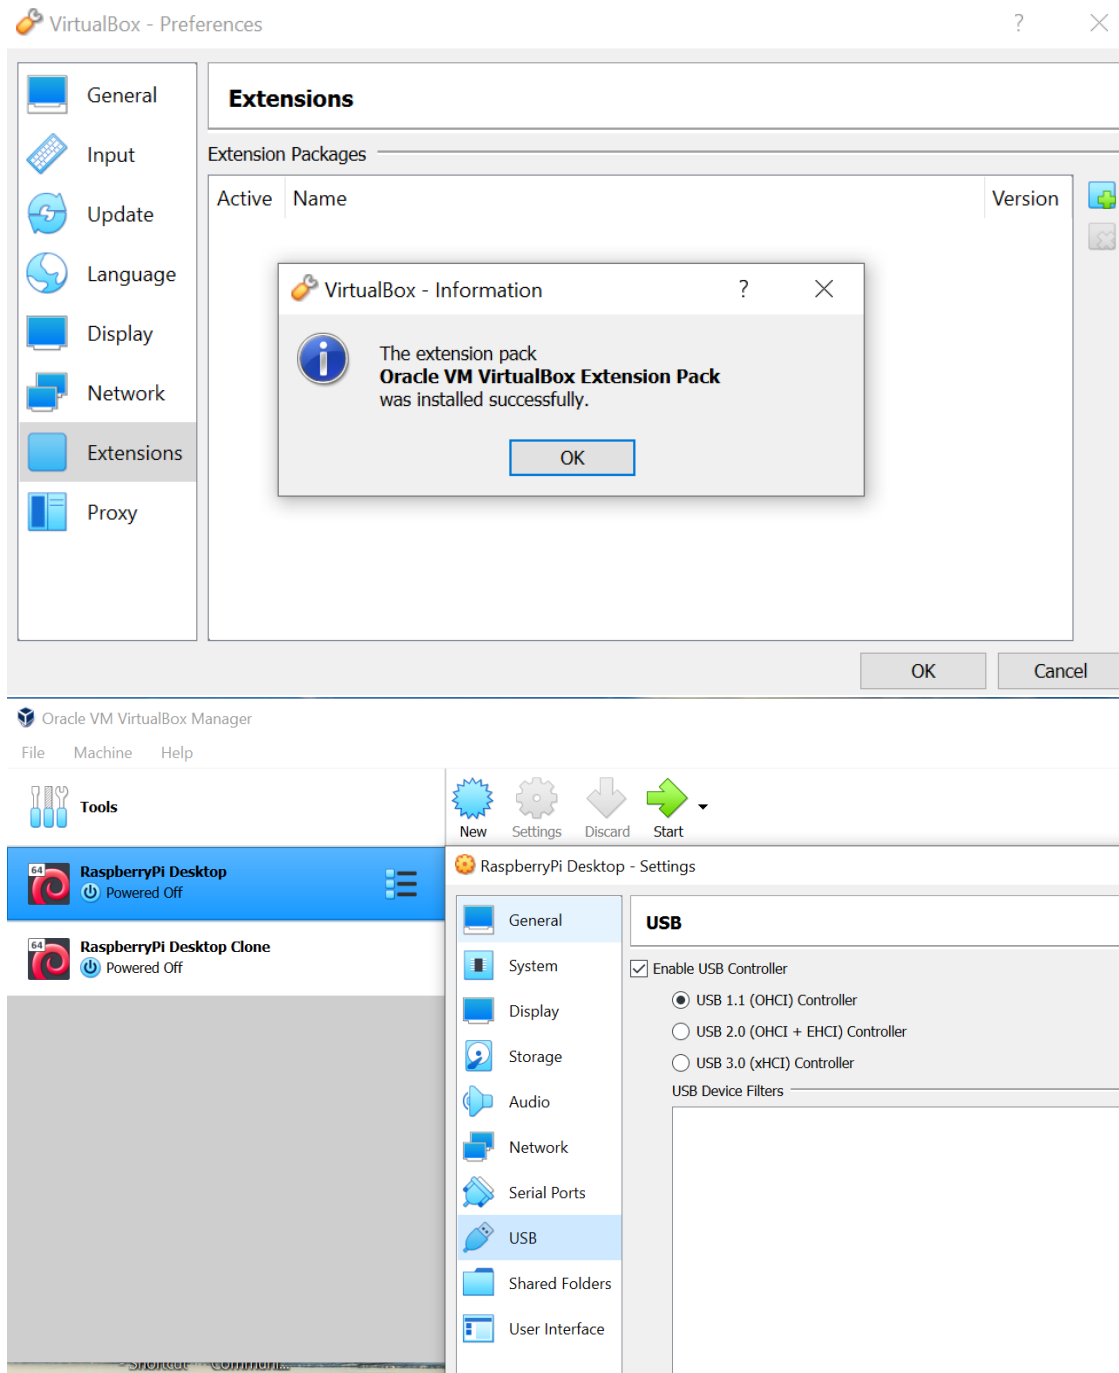 VirtualBox - Preferences
?
General
Input
Update
Language
Display
Network
Extensions
Proxy
Extensions
Extension Packages
Active Name Version
VirtualBox - Information ?
The extension pack
Oracle VM VirtualBox Extension Pack
was installed successfully.
OK
OK Cancel
Oracle VM VirtualBox Manager
File Machine Help
Tools
New Settings Discard Start
64
RaspberryPi Desktop
Powered Off
64
RaspberryPi Desktop Clone
Powered Off
RaspberryPi Desktop - Settings
General
System
Display
Storage
Audio
Network
Serial Ports
USB
Shared Folders
User Interface
USB
Enable USB Controller
USB 1.1 (OHCI) Controller
USB 2.0 (OHCI + EHCI) Controller
USB 3.0 (xHCI) Controller
USB Device Filters
- Shortcut Communi...